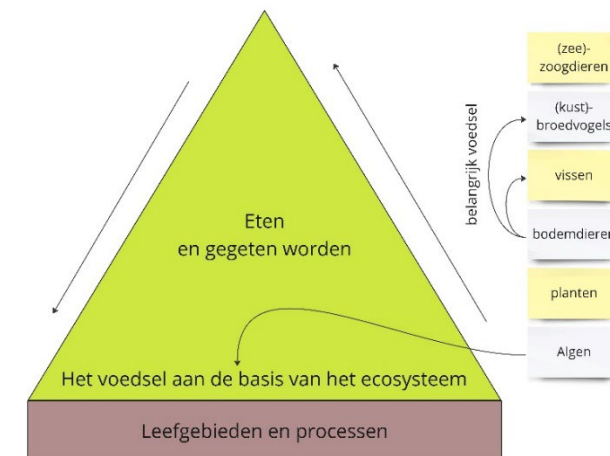 (zee)-
zoogdieren
(kust)-
broedvogels
vissen
bodemdieren
planten
Algen
belangrijk voedsel
Eten
en gegeten worden
Het voedsel aan de basis van het ecosysteem
Leefgebieden en processen